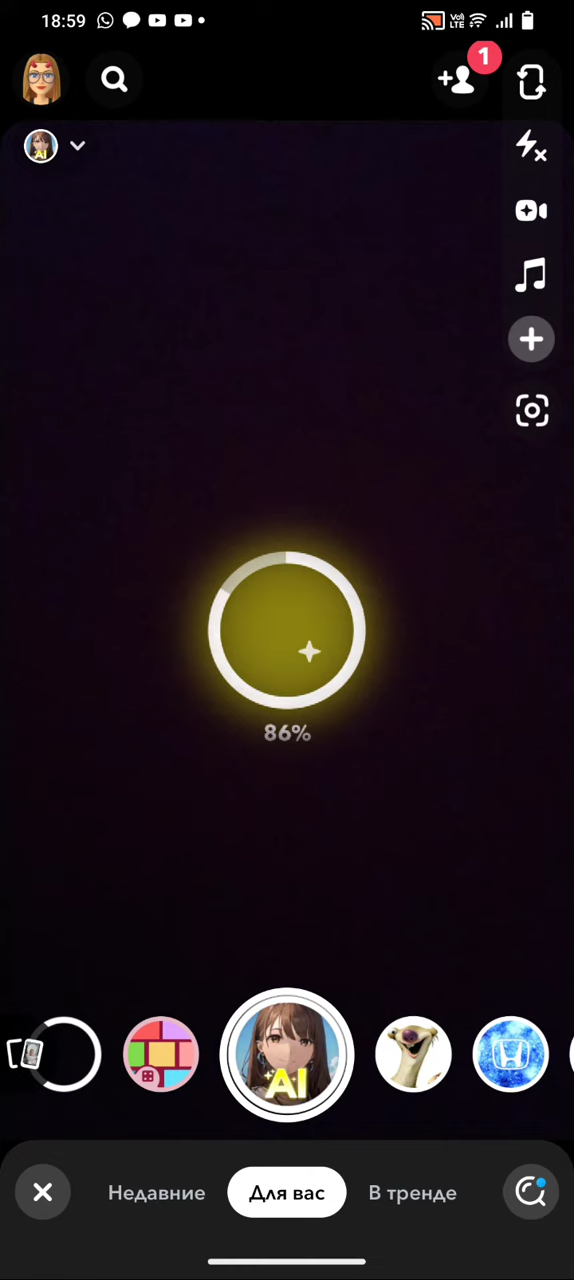 18:59
Vo))
LTE
1
AI
86%
AI
Недавние
Для вас
В тренде